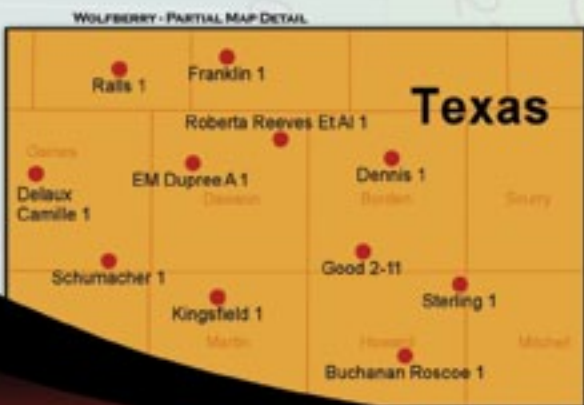 WOLFBERRY - PARTIAL MAP DETAIL
Franklin 1
Ralls 1
Texas
Roberta Reeves Et Al 1
Gaines
EM Dupree A 1
Dennis 1
Delaux
Camille 1
Dawson
Borden
Scurry
Schumacher 1
Good 2-11
Sterling 1
Kingsfield 1
Martin
Howard
Mitchell
Buchanan Roscoe 1